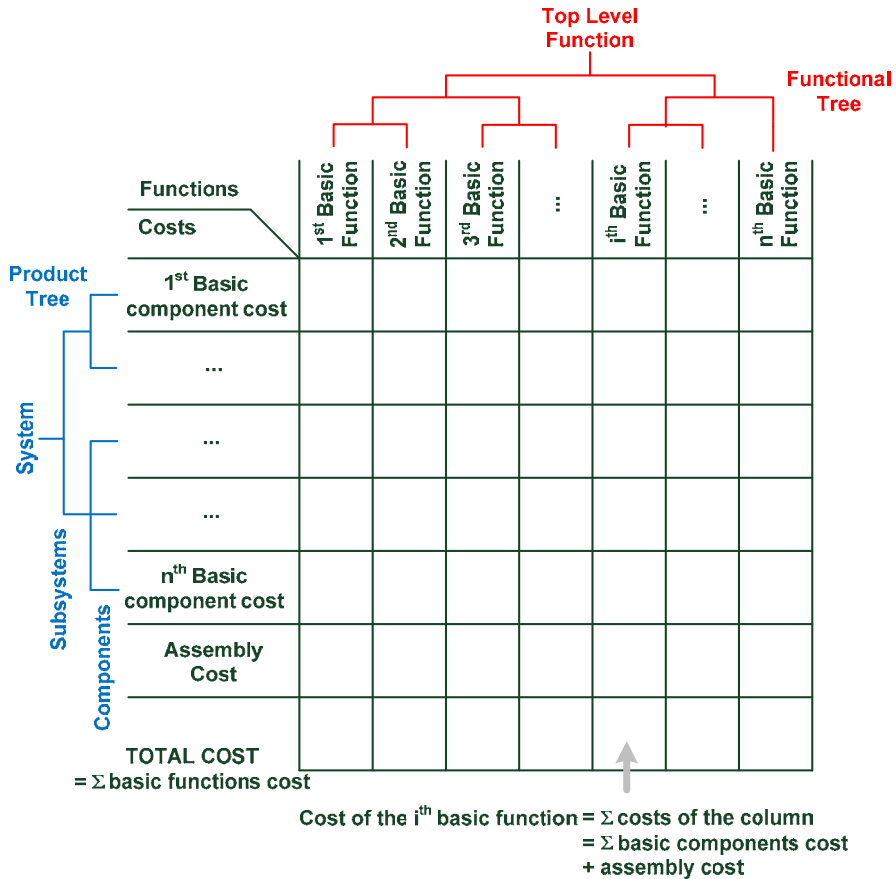 Top Level
Function
Functional
Tree
Functions
Costs
1st Basic
Function
2nd Basic
Function
3rd Basic
Function
...
ith Basic
Function
...
nth Basic
Function
Product
Tree
1st Basic
component cost
...
...
...
nth Basic
component cost
Assembly
Cost
System
Subsystems
Components
TOTAL COST
= Σ basic functions cost
Cost of the ith basic function = Σ costs of the column
= Σ basic components cost
+ assembly cost